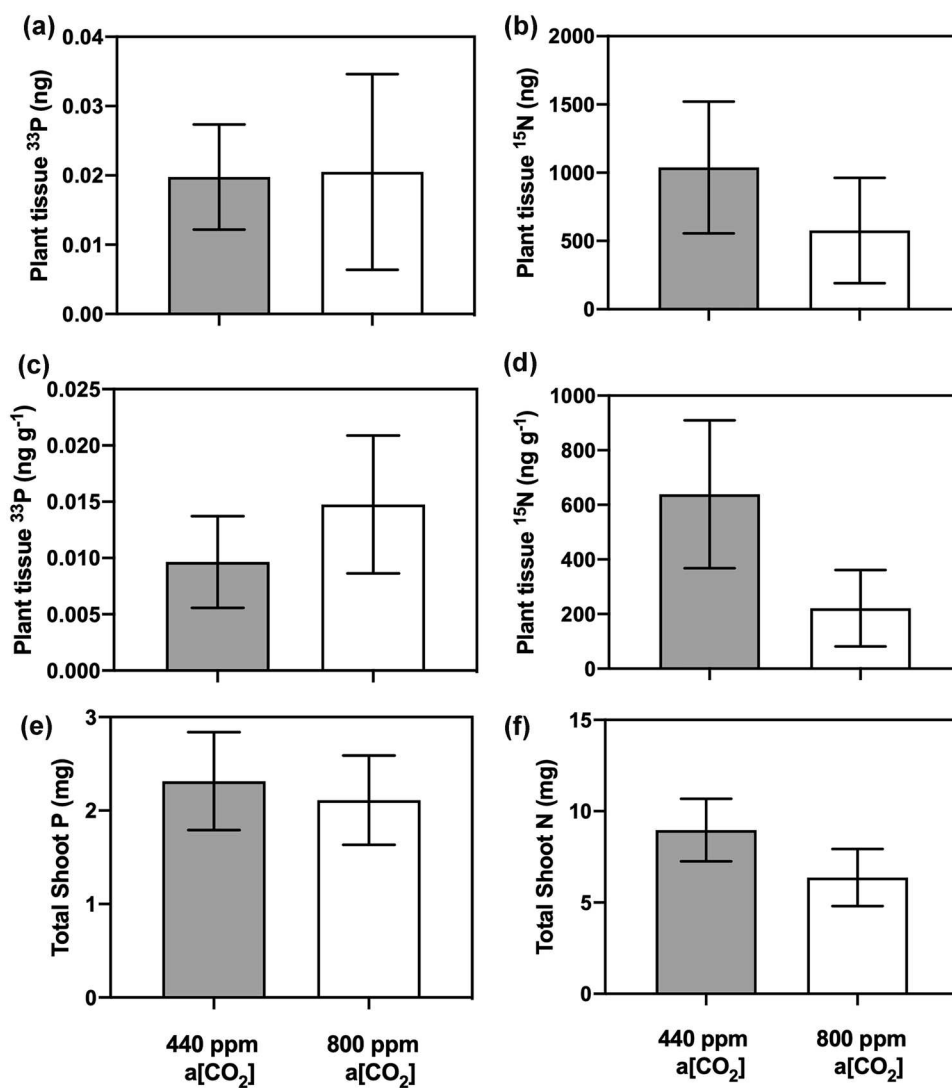 (a)
Plant tissue ³³P (ng)
0.04
0.03
0.02
0.01
0.00
(b)
Plant tissue ¹⁵N (ng)
2000
1500
1000
500
0
(c)
Plant tissue ³³P (ng g⁻¹)
0.025
0.020
0.015
0.010
0.005
0.000
(d)
Plant tissue ¹⁵N (ng g⁻¹)
1000
800
600
400
200
0
(e)
Total Shoot P (mg)
3
2
1
0
(f)
Total Shoot N (mg)
15
10
5
0
440 ppm
a[CO₂]
800 ppm
a[CO₂]
440 ppm
a[CO₂]
800 ppm
a[CO₂]